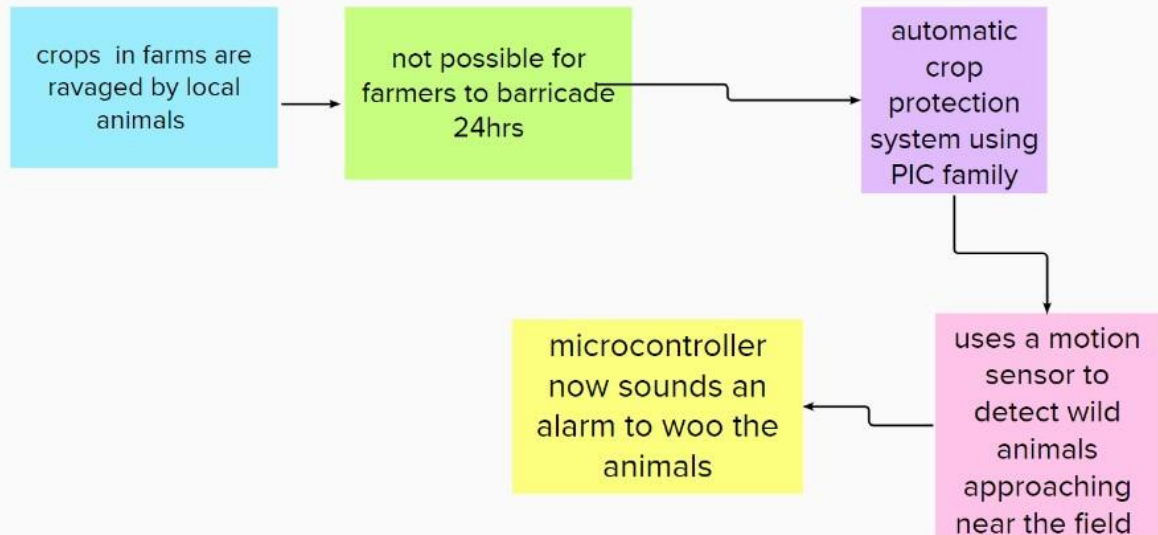 crops in farms are
ravaged by local
animals
not possible for
farmers to barricade
24hrs
automatic
crop
protection
system using
PIC family
uses a motion
sensor to
detect wild
animals
approaching
near the field
microcontroller
now sounds an
alarm to woo the
animals